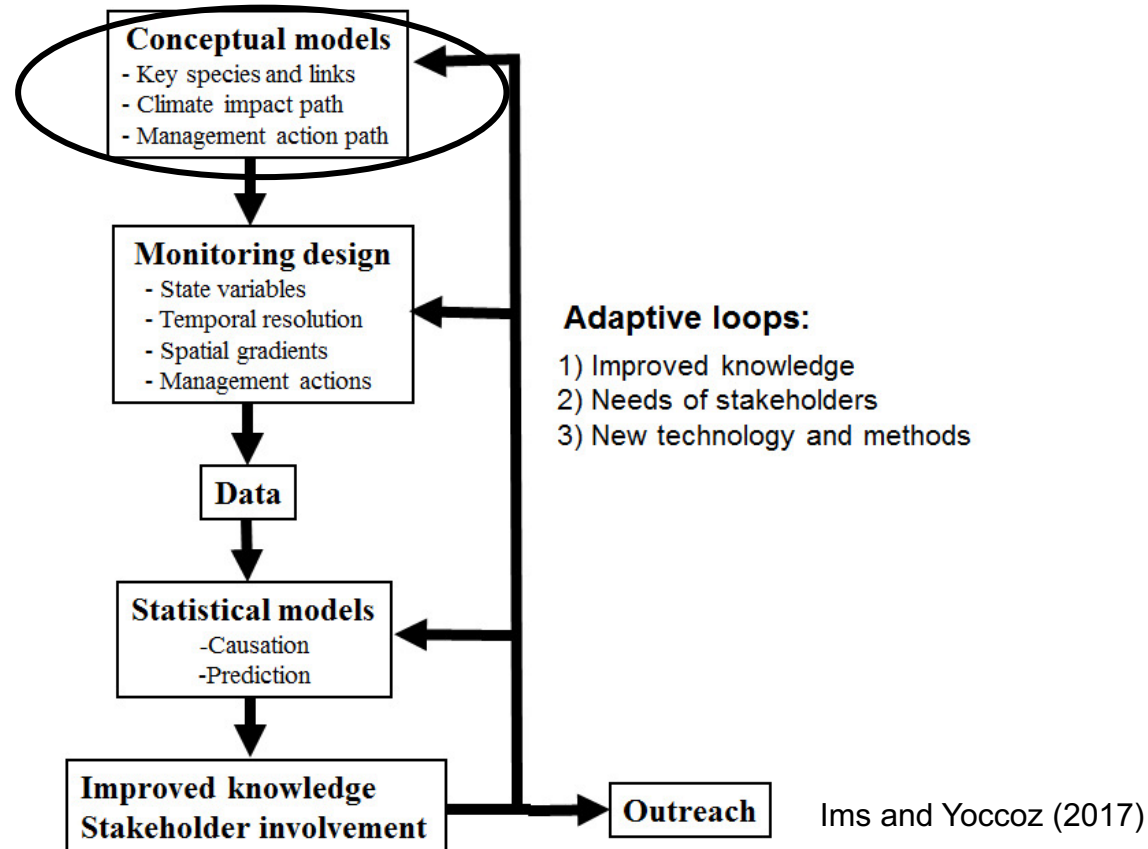 Conceptual models
- Key species and links
- Climate impact path
- Management action path
Monitoring design
- State variables
- Temporal resolution
- Spatial gradients
- Management actions
Adaptive loops:
1) Improved knowledge
2) Needs of stakeholders
3) New technology and methods
Data
Statistical models
-Causation
-Prediction
Improved knowledge
Stakeholder involvement
Outreach
Ims and Yoccoz (2017)